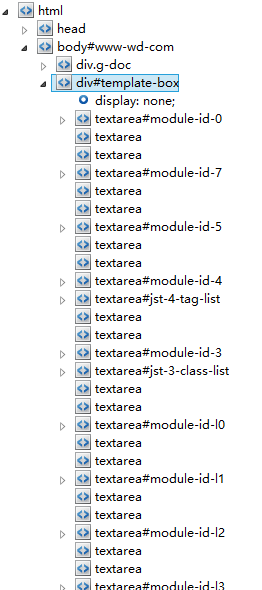 html
head
body#www-wd-com
div.g-doc
div#template-box
display: none;
textarea#module-id-0
textarea
textarea
textarea#module-id-7
textarea
textarea
textarea#module-id-5
textarea
textarea
textarea#module-id-4
textarea#jst-4-tag-list
textarea
textarea
textarea#module-id-3
textarea#jst-3-class-list
textarea
textarea
textarea#module-id-l0
textarea
textarea
textarea#module-id-l1
textarea
textarea
textarea#module-id-l2
textarea
textarea
textarea#module-id-l3